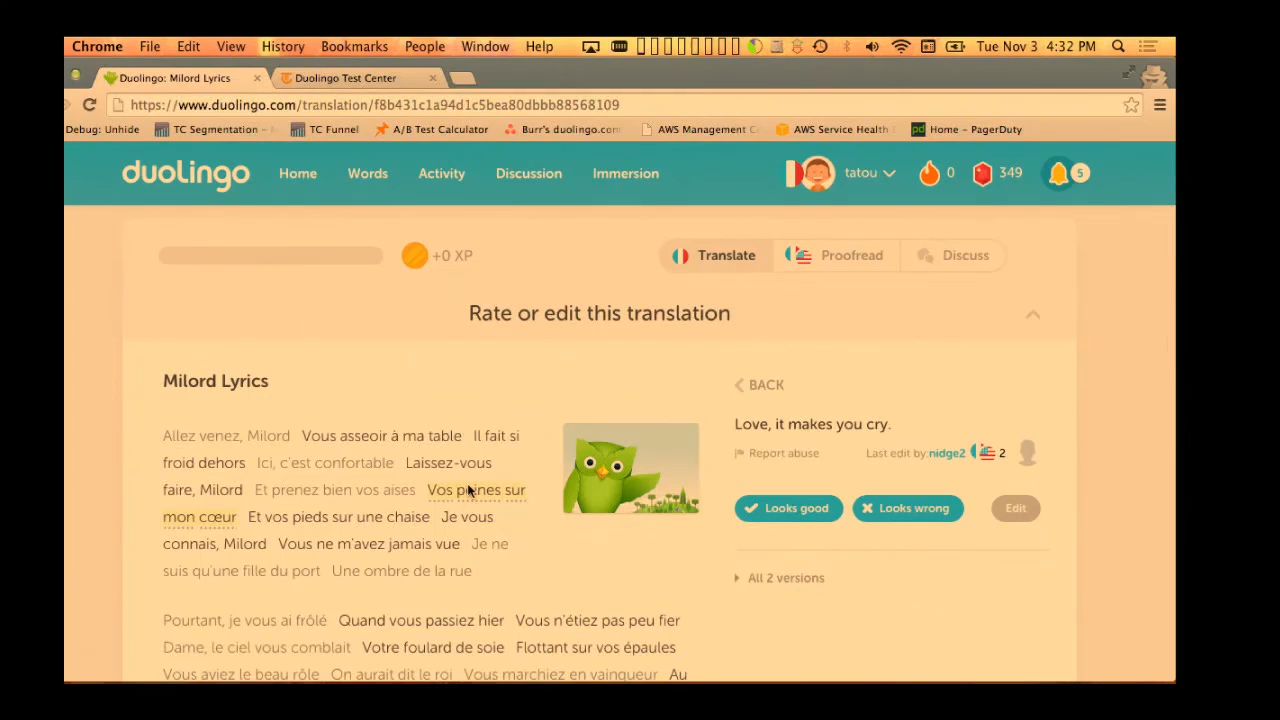 Chrome File Edit View History Bookmarks People Window Help Tue Nov 3 4:32 PM
Duolingo: Milord Lyrics Duolingo Test Center
https://www.duolingo.com/translation/f8b431c1a94d1c5bea80dbbb88568109
Debug: Unhide TC Segmentation - TC Funnel A/B Test Calculator Burr's duolingo.com AWS Management C AWS Service Health Home - PagerDuty
duolingo Home Words Activity Discussion Immersion tatou 0 349 5
+0 XP Translate Proofread Discuss
Rate or edit this translation
Milord Lyrics
Allez venez, Milord Vous asseoir à ma table Il fait si
froid dehors Ici, c'est confortable Laissez-vous
faire, Milord Et prenez bien vos aises Vos peines sur
mon cœur Et vos pieds sur une chaise Je vous
connais, Milord Vous ne m'avez jamais vue Je ne
suis qu'une fille du port Une ombre de la rue
Pourtant, je vous ai frôlé Quand vous passiez hier Vous n'étiez pas peu fier
Dame, le ciel vous comblait Votre foulard de soie Flottant sur vos épaules
Vous aviez le beau rôle On aurait dit le roi Vous marchiez en vainqueur Au
BACK
Love, it makes you cry.
Report abuse Last edit by:nidge2 2
Looks good Looks wrong Edit
All 2 versions